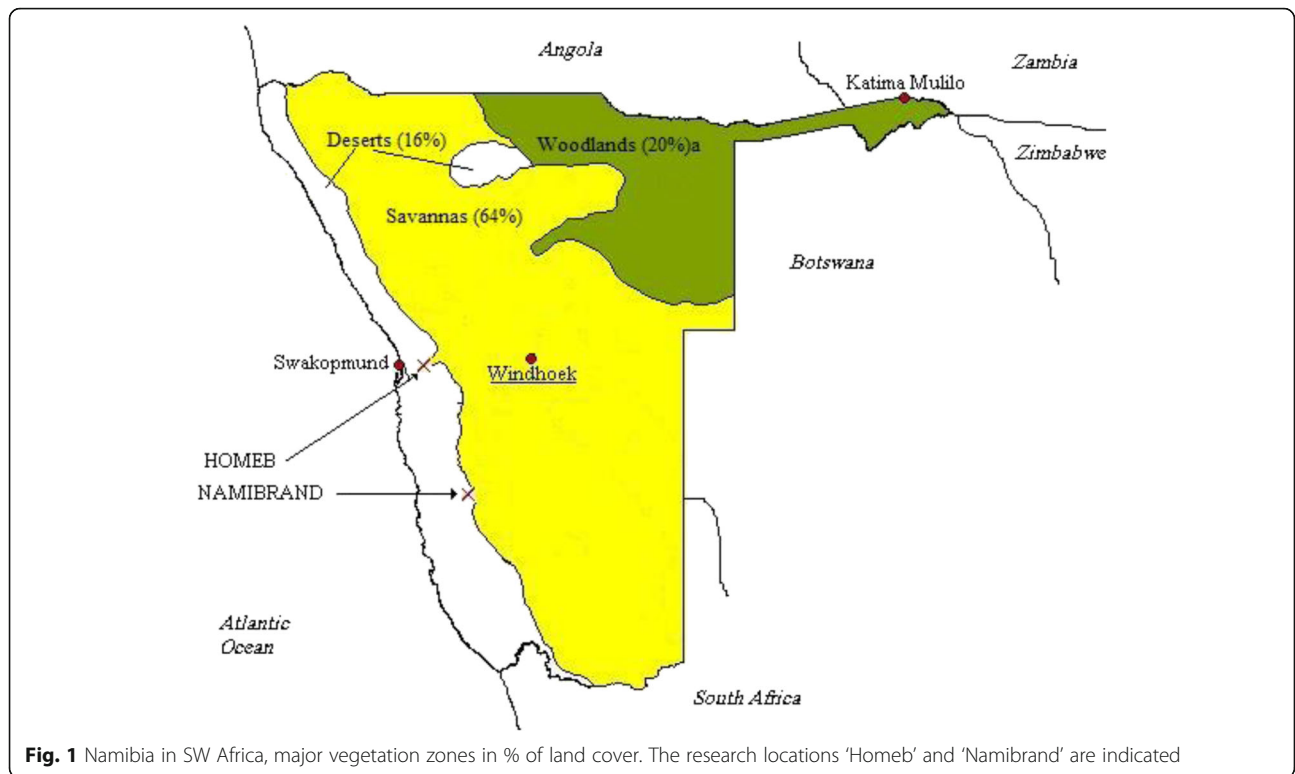 Angola
Zambia
Katima Mulilo
Deserts (16%)
Woodlands (20%)a
Zimbabwe
Savannas (64%)
Botswana
Swakopmund
Windhoek
HOMEB
NAMIBRAND
Atlantic
Ocean
South Africa
Fig. 1 Namibia in SW Africa, major vegetation zones in % of land cover. The research locations ‘Homeb’ and ‘Namibrand’ are indicated